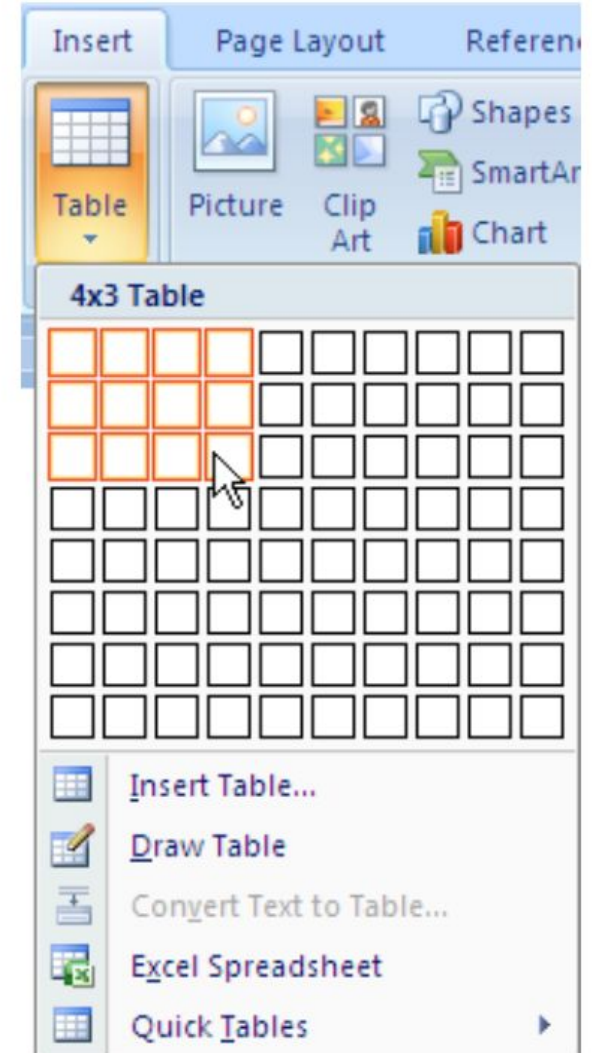 Insert Page Layout
Table Picture Clip Art Shapes
SmartAr
Chart
4x3 Table
Insert Table...
Draw Table
Convert Text to Table...
Excel Spreadsheet
Quick Tables